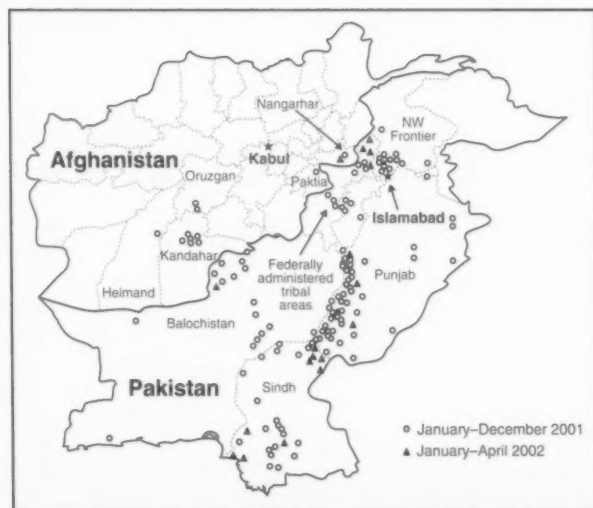 Nangarhar
NW
Frontier
Afghanistan
Kabul
Oruzgan
Paktia
Islamabad
Kandahar
Federally
administered
tribal
areas
Punjab
Helmand
Balochistan
Pakistan
Sindh
January–December 2001
January–April 2002